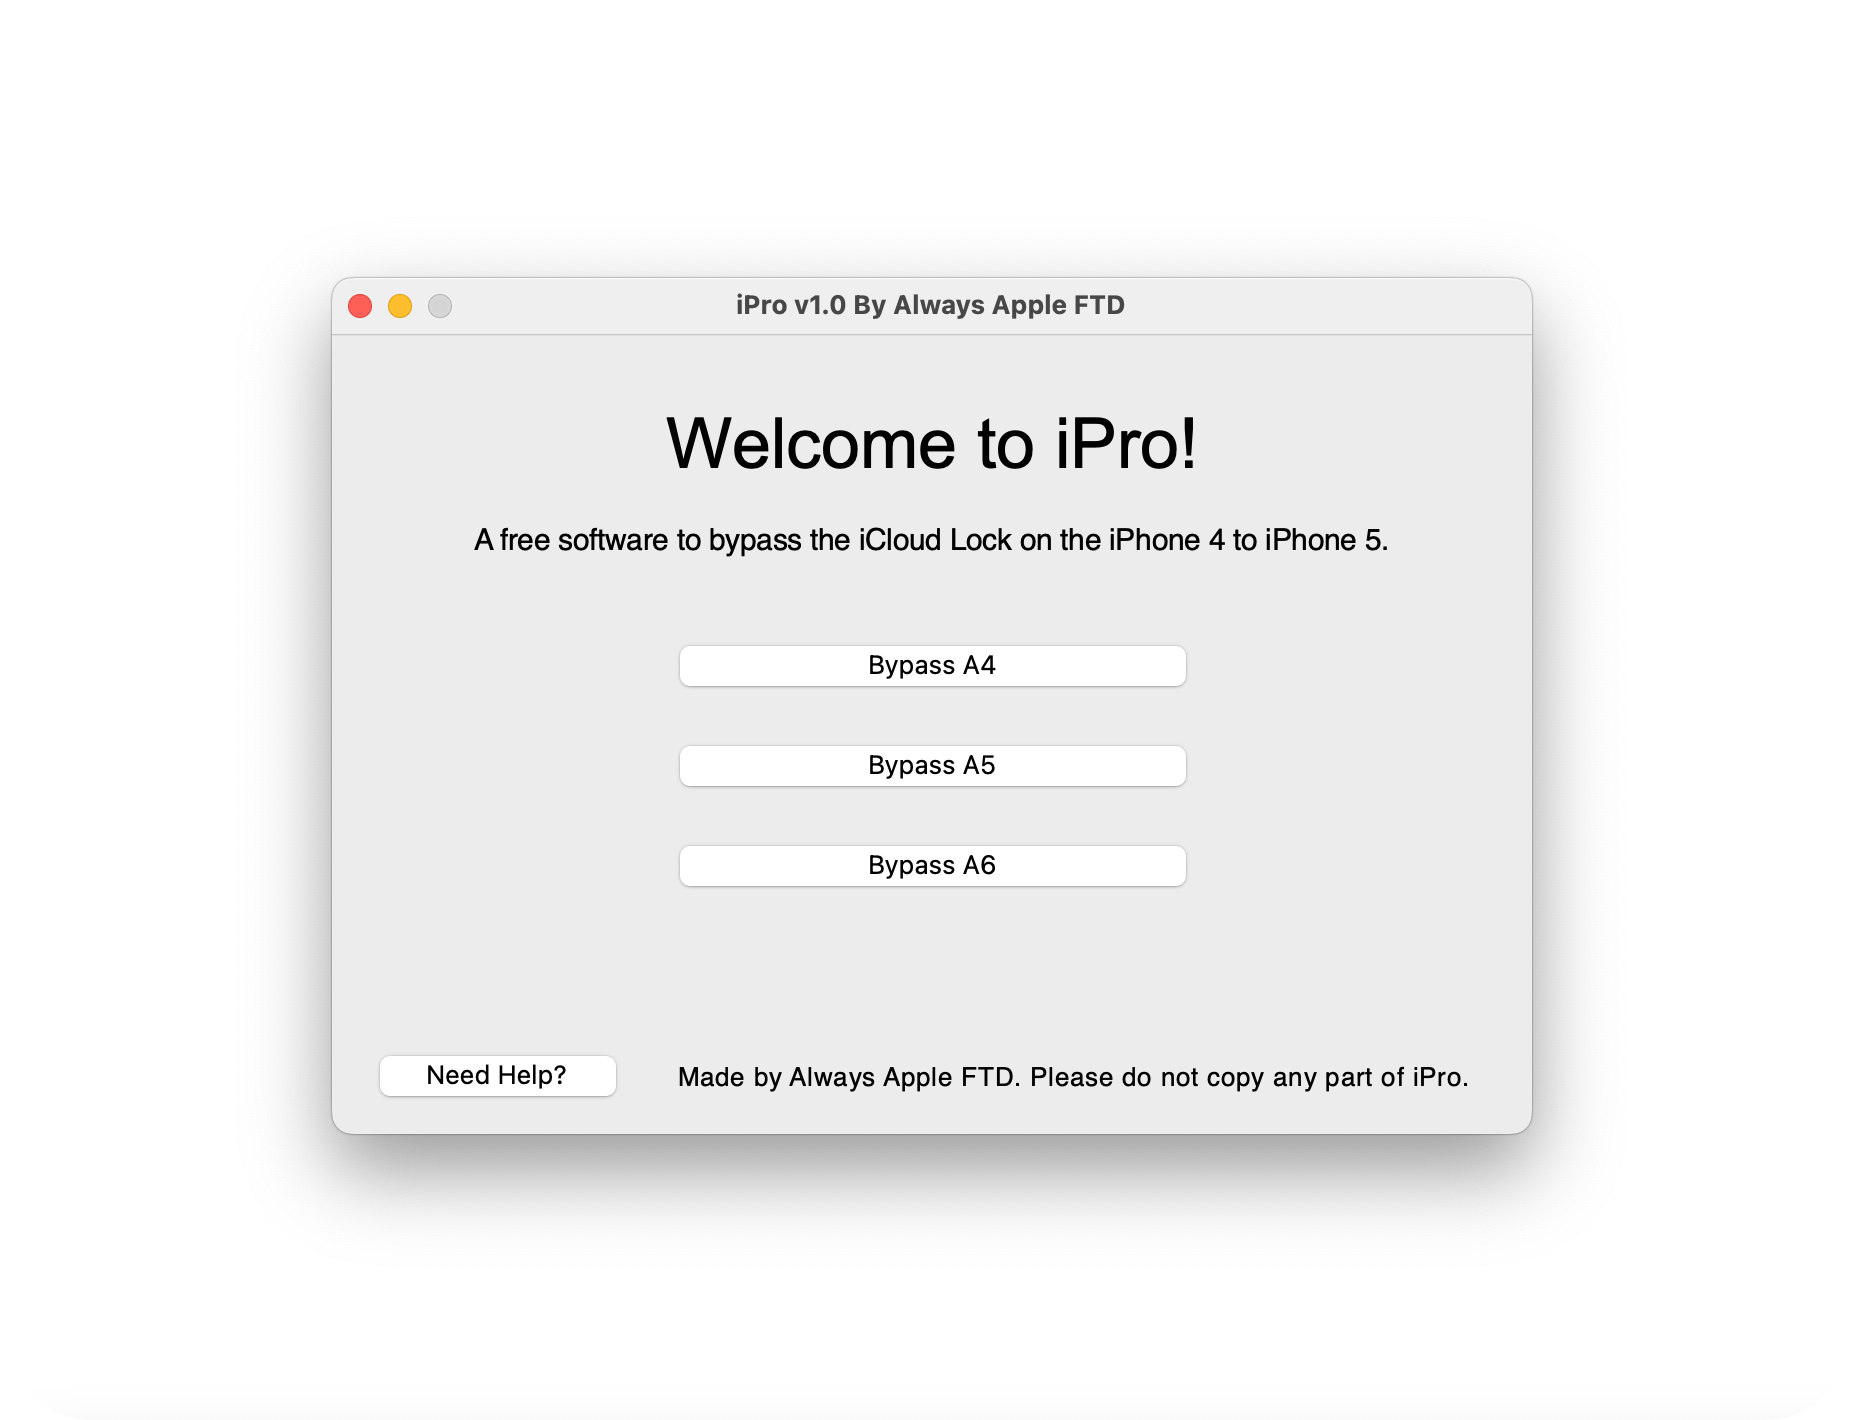 iPro v1.0 By Always Apple FTD
Welcome to iPro!
A free software to bypass the iCloud Lock on the iPhone 4 to iPhone 5.
Bypass A4
Bypass A5
Bypass A6
Need Help?
Made by Always Apple FTD. Please do not copy any part of iPro.